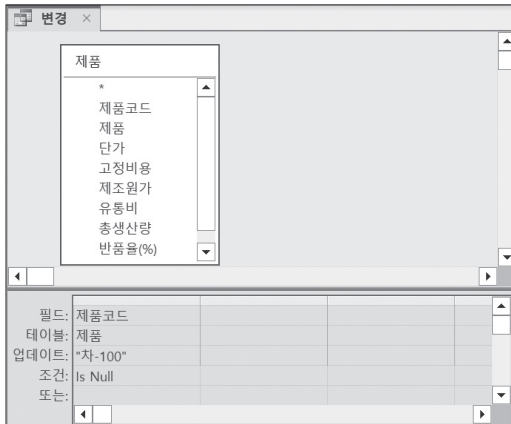 변경
제품
*
제품코드
제품
단가
고정비용
제조원가
유통비
총생산량
반품율(%)
필드: 제품코드
테이블: 제품
업데이트: "차-100"
조건: Is Null
또는: